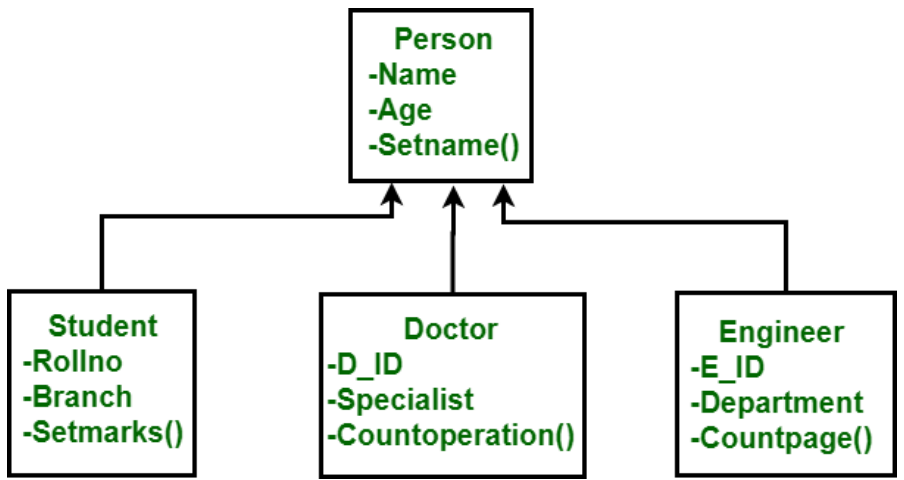 Person
-Name
-Age
-Setname()
Student
-Rollno
-Branch
-Setmarks()
Doctor
-D_ID
-Specialist
-Countoperation()
Engineer
-E_ID
-Department
-Countpage()